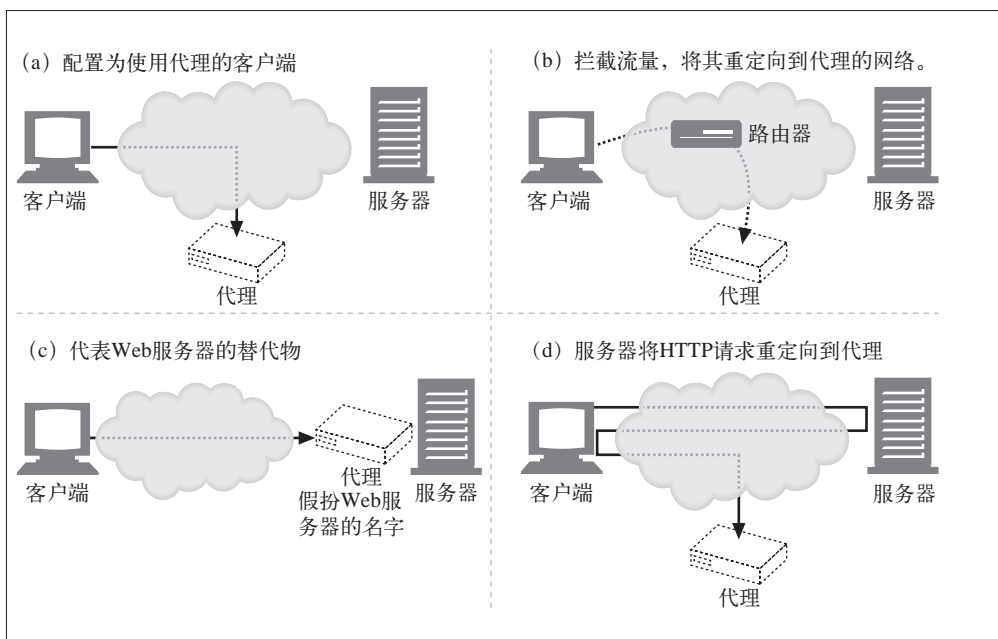 (a) 配置为使用代理的客户端
客户端
服务器
代理
(b) 拦截流量，将其重定向到代理的网络。
路由器
客户端
服务器
代理
(c) 代表Web服务器的替代物
客户端
代理
假扮Web服
务器的名字
服务器
(d) 服务器将HTTP请求重定向到代理
客户端
服务器
代理